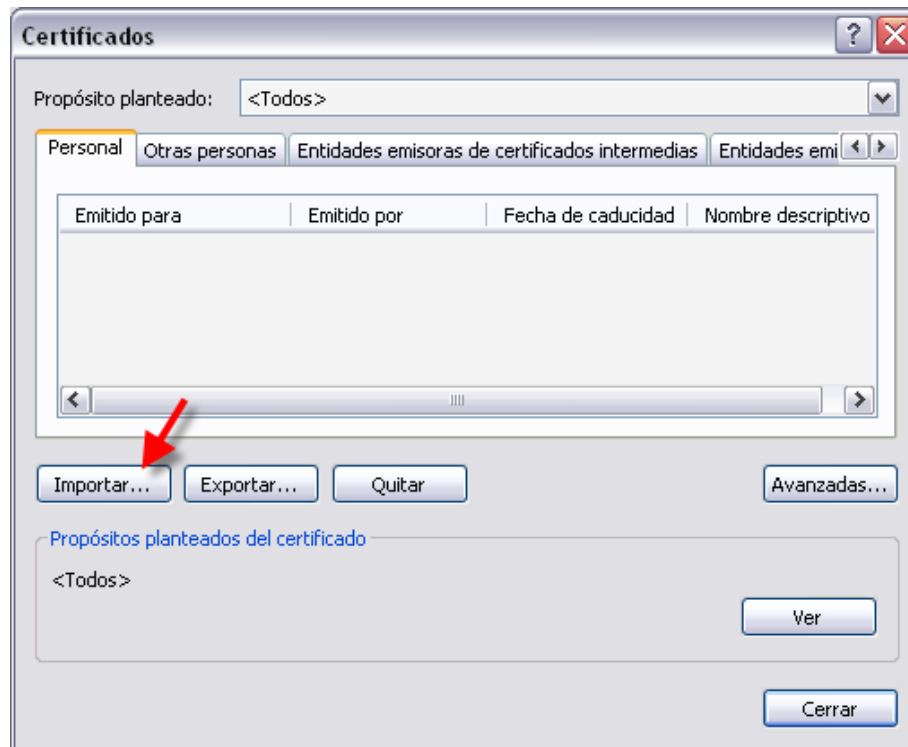 Certificados
Propósito planteado: <Todos>
Personal Otras personas Entidades emisoras de certificados intermedias Entidades emi
Emitido para Emitido por Fecha de caducidad Nombre descriptivo
Importar... Exportar... Quitar Avanzadas...
Propósitos planteados del certificado
<Todos>
Ver
Cerrar